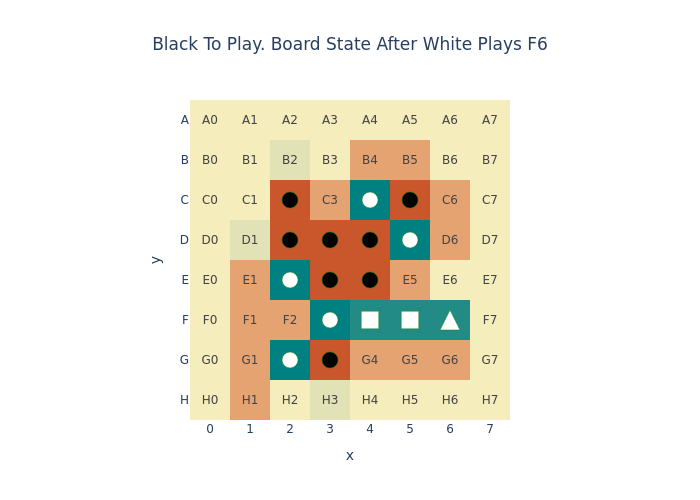 Black To Play. Board State After White Plays F6
A A0 A1 A2 A3 A4 A5 A6 A7
B B0 B1 B2 B3 B4 B5 B6 B7
C C0 C1 C3 C6 C7
D D0 D1 D6 D7
E E0 E1 E5 E6 E7
F F0 F1 F2 F7
G G0 G1 G4 G5 G6 G7
H H0 H1 H2 H3 H4 H5 H6 H7
0 1 2 3 4 5 6 7
x
y